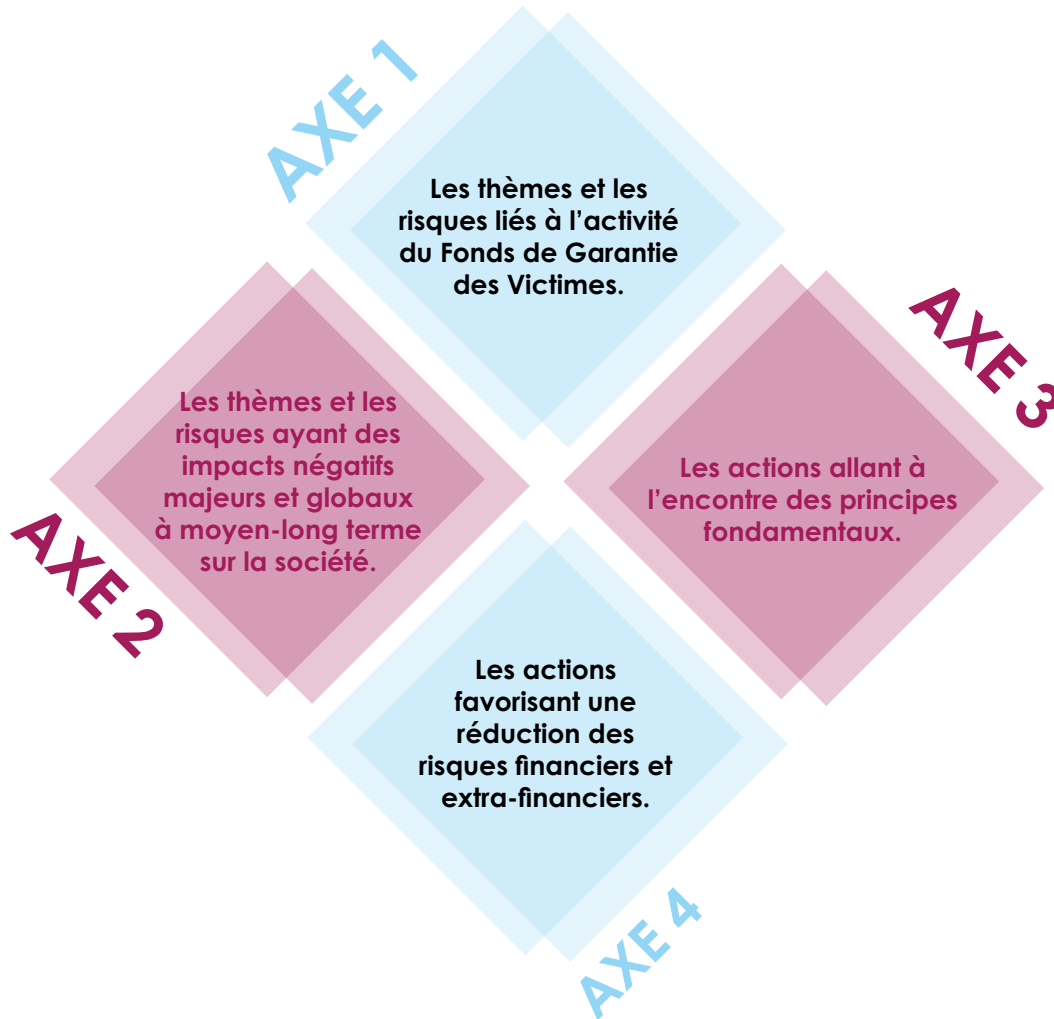 AXE 1
Les thèmes et les
risques liés à l’activité
du Fonds de Garantie
des Victimes.
AXE 2
Les thèmes et les
risques ayant des
impacts négatifs
majeurs et globaux
à moyen-long terme
sur la société.
AXE 3
Les actions allant à
l’encontre des principes
fondamentaux.
Les actions
favorisant une
réduction des
risques financiers et
extra-financiers.
AXE 4